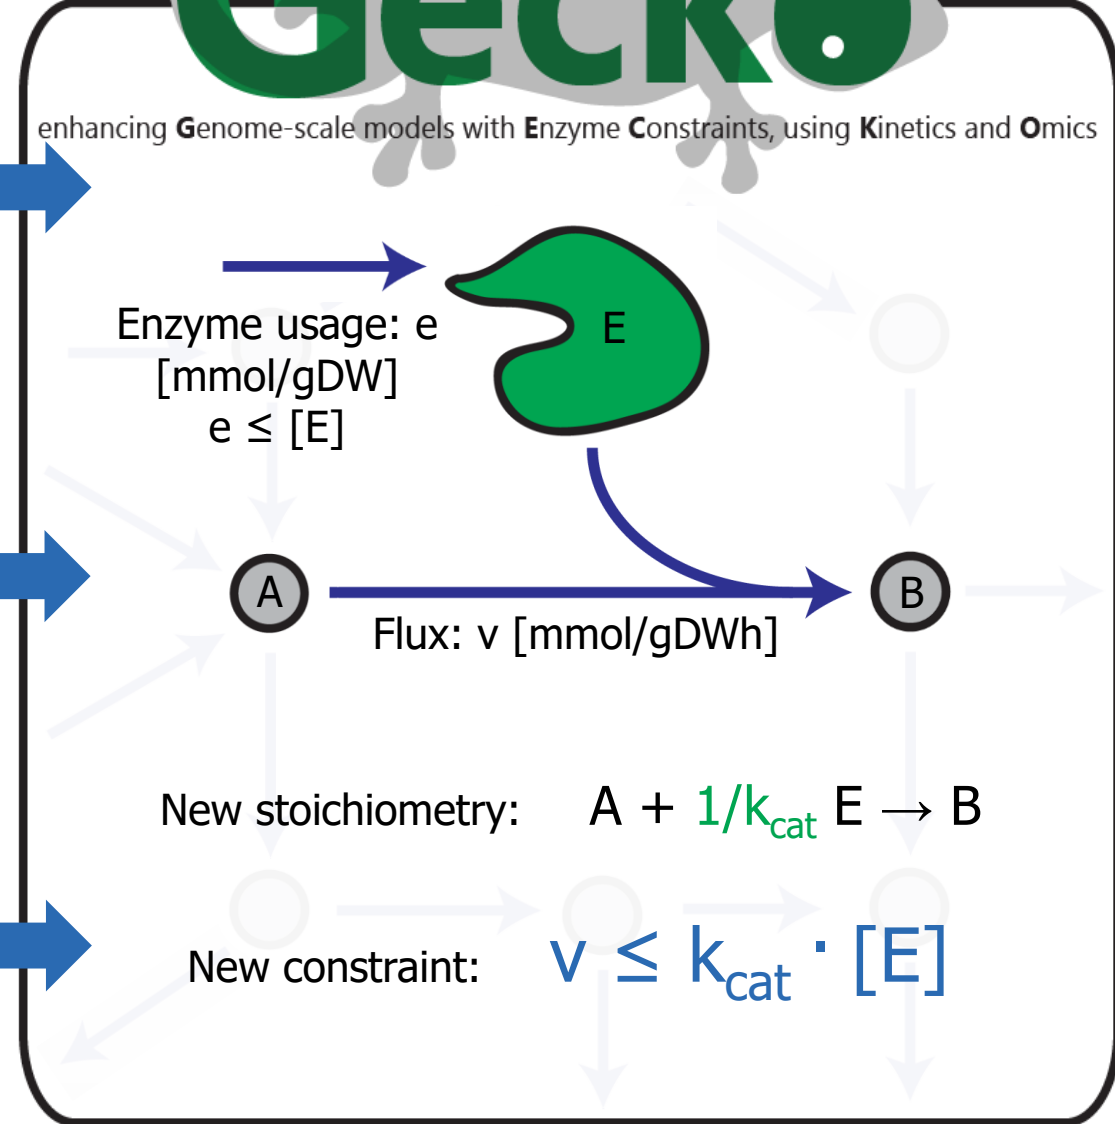 GECKO
enhancing Genome-scale models with Enzyme Constraints, using Kinetics and Omics
Enzyme usage: e
[mmol/gDW]
e ≤ [E]
E
A
B
Flux: v [mmol/gDWh]
New stoichiometry: A + 1/kcat E → B
New constraint: v ≤ kcat · [E]